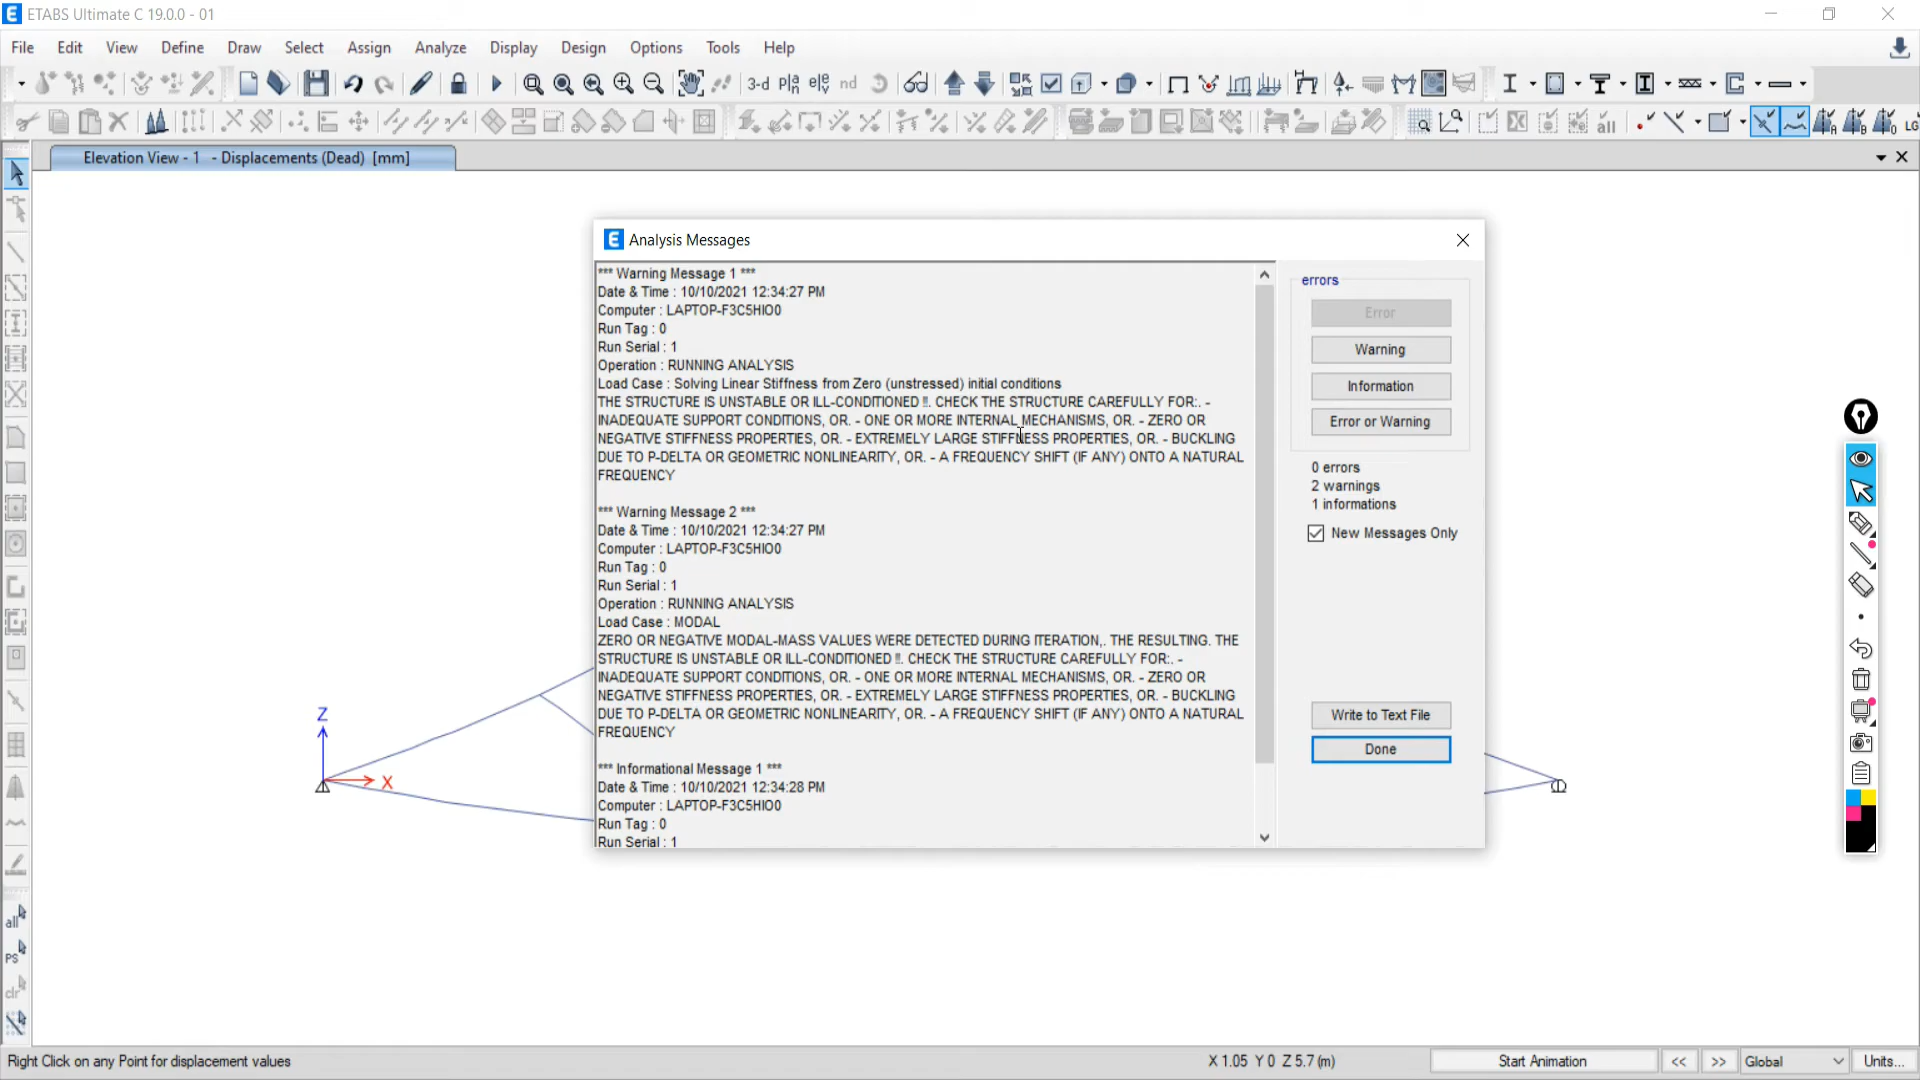 ETABS Ultimate C 19.0.0 - 01
File Edit View Define Draw Select Assign Analyze Display Design Options Tools Help
3-d nd
all
Elevation View - 1 - Displacements (Dead) [mm]
Analysis Messages
*** Warning Message 1 ***
Date & Time : 10/10/2021 12:34:27 PM
Computer : LAPTOP-F3C5HIO0
Run Tag : 0
Run Serial : 1
Operation : RUNNING ANALYSIS
Load Case : Solving Linear Stiffness from Zero (unstressed) initial conditions
THE STRUCTURE IS UNSTABLE OR ILL-CONDITIONED !!. CHECK THE STRUCTURE CAREFULLY FOR:. -
INADEQUATE SUPPORT CONDITIONS, OR. - ONE OR MORE INTERNAL MECHANISMS, OR. - ZERO OR
NEGATIVE STIFFNESS PROPERTIES, OR. - EXTREMELY LARGE STIFFNESS PROPERTIES, OR. - BUCKLING
DUE TO P-DELTA OR GEOMETRIC NONLINEARITY, OR. - A FREQUENCY SHIFT (IF ANY) ONTO A NATURAL
FREQUENCY
*** Warning Message 2 ***
Date & Time : 10/10/2021 12:34:27 PM
Computer : LAPTOP-F3C5HIO0
Run Tag : 0
Run Serial : 1
Operation : RUNNING ANALYSIS
Load Case : MODAL
ZERO OR NEGATIVE MODAL-MASS VALUES WERE DETECTED DURING ITERATION,. THE RESULTING. THE
STRUCTURE IS UNSTABLE OR ILL-CONDITIONED !!. CHECK THE STRUCTURE CAREFULLY FOR:. -
INADEQUATE SUPPORT CONDITIONS, OR. - ONE OR MORE INTERNAL MECHANISMS, OR. - ZERO OR
NEGATIVE STIFFNESS PROPERTIES, OR. - EXTREMELY LARGE STIFFNESS PROPERTIES, OR. - BUCKLING
DUE TO P-DELTA OR GEOMETRIC NONLINEARITY, OR. - A FREQUENCY SHIFT (IF ANY) ONTO A NATURAL
FREQUENCY
*** Informational Message 1 ***
Date & Time : 10/10/2021 12:34:28 PM
Computer : LAPTOP-F3C5HIO0
Run Tag : 0
Run Serial : 1
errors
Error
Warning
Information
Error or Warning
0 errors
2 warnings
1 informations
New Messages Only
Write to Text File
Done
Z
X
all
PS
clr
Right Click on any Point for displacement values
X 1.05 Y 0 Z 5.7 (m)
Start Animation
<< >>
Global
Units...